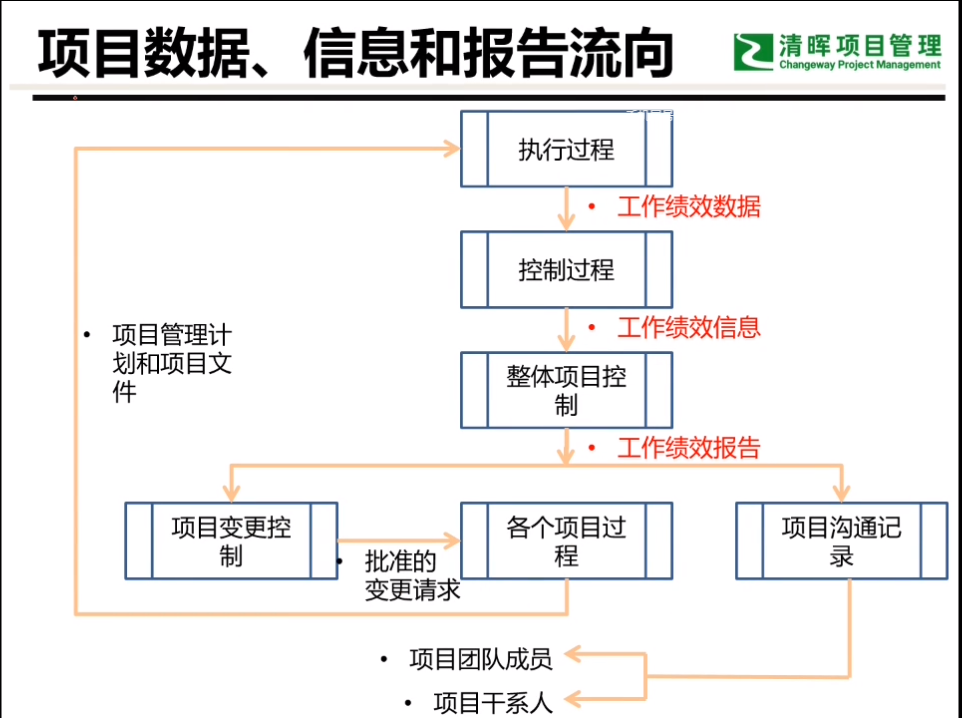 项目数据、信息和报告流向
清晖项目管理
Changeway Project Management
执行过程
• 工作绩效数据
控制过程
• 工作绩效信息
• 项目管理计
划和项目文
件
整体项目控
制
• 工作绩效报告
项目变更控
制
• 批准的
变更请求
各个项目过
程
项目沟通记
录
• 项目团队成员
• 项目干系人